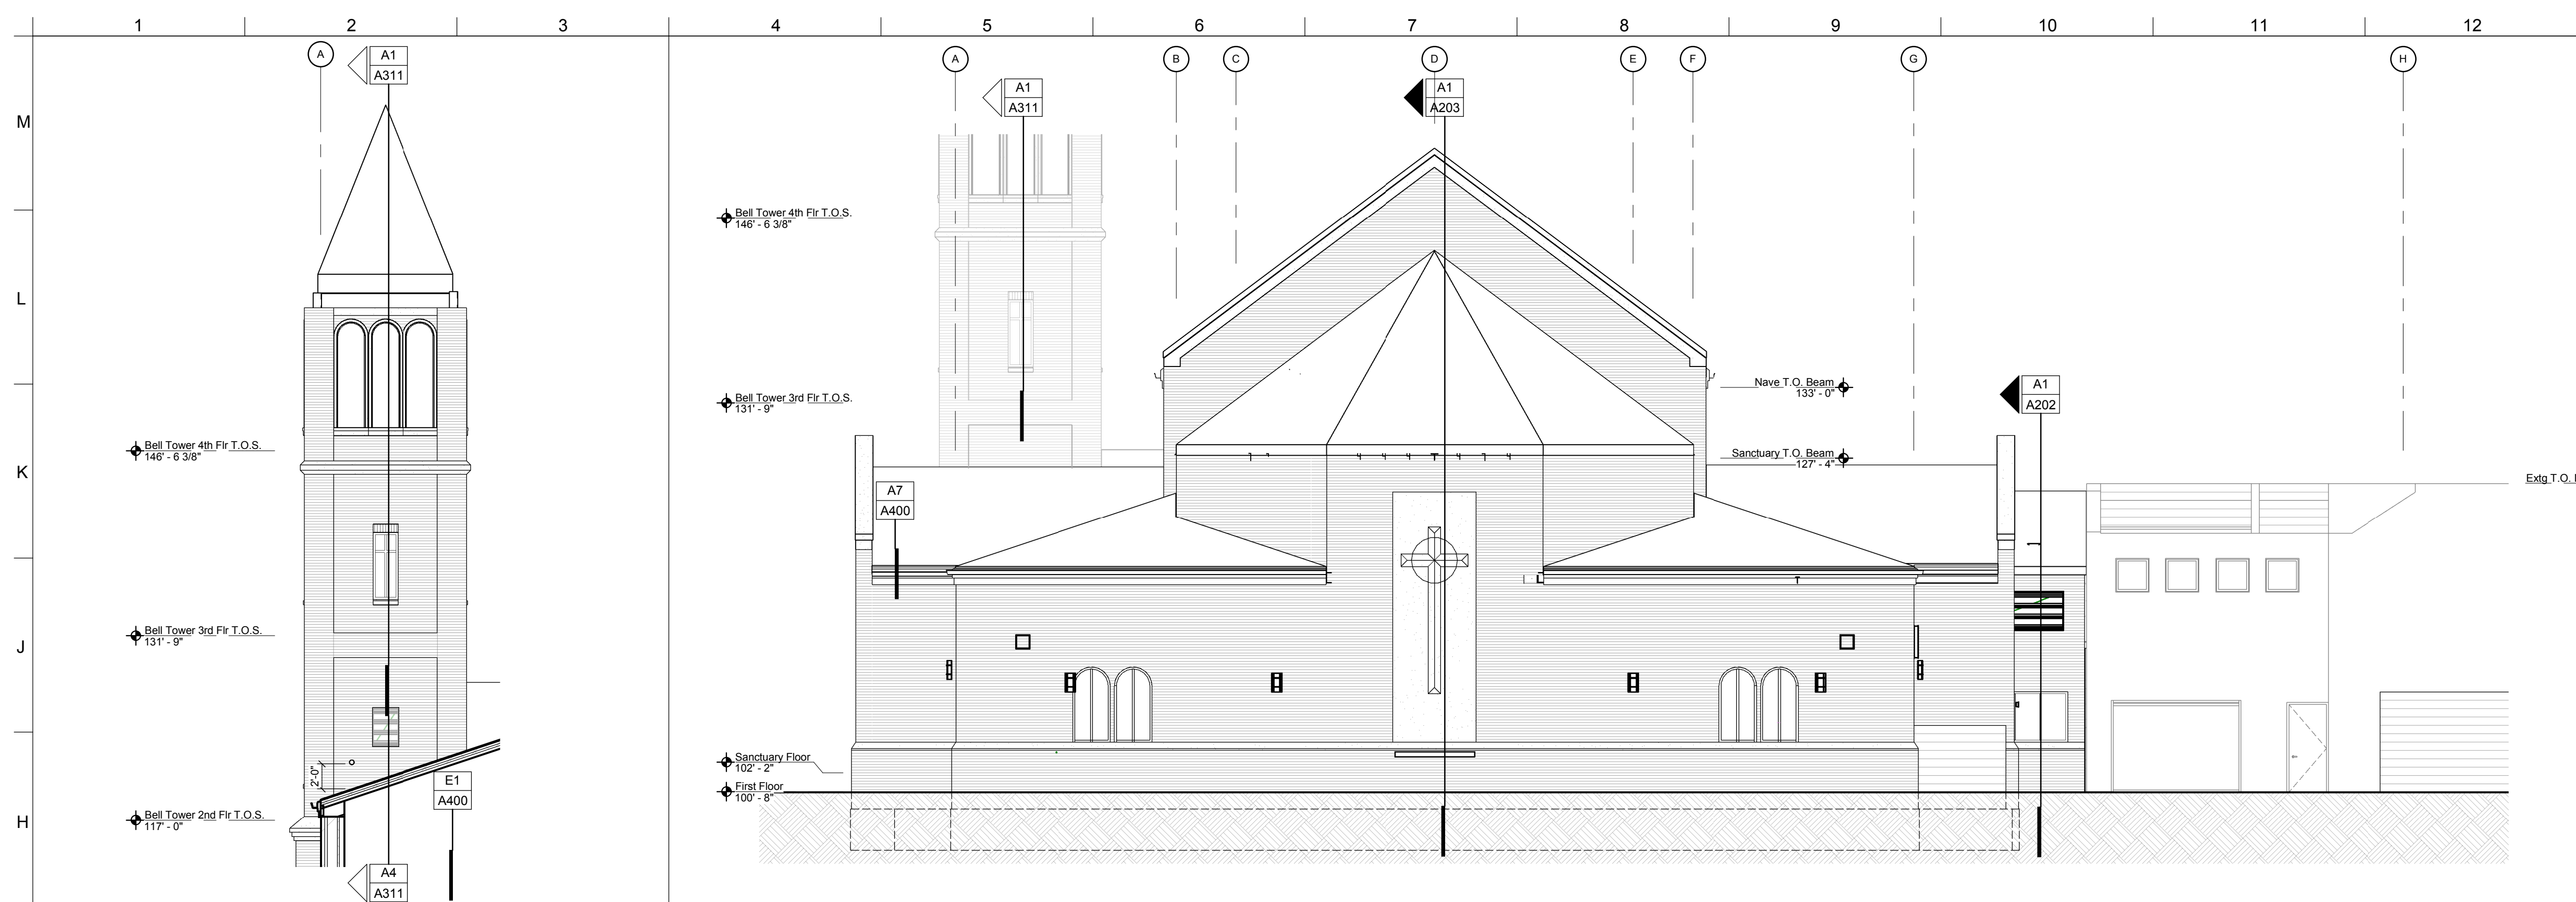 1 2 3 4 5 6 7 8 9 10 11 12
M
L
K
J
H
A
A1
A311
Bell Tower 4th Flr T.O.S.
146' - 6 3/8"
Bell Tower 3rd Flr T.O.S.
131' - 9"
Bell Tower 2nd Flr T.O.S.
117' - 0"
2'-0"
E1
A400
A4
A311
A B C D E F G H
A1
A311
A1
A203
Bell Tower 4th Flr T.O.S.
146' - 6 3/8"
Bell Tower 3rd Flr T.O.S.
131' - 9"
Nave T.O. Beam
133' - 0"
A1
A202
Sanctuary T.O. Beam
127' - 4"
Extg T.O.
A7
A400
Sanctuary Floor
102' - 2"
First Floor
100' - 8"